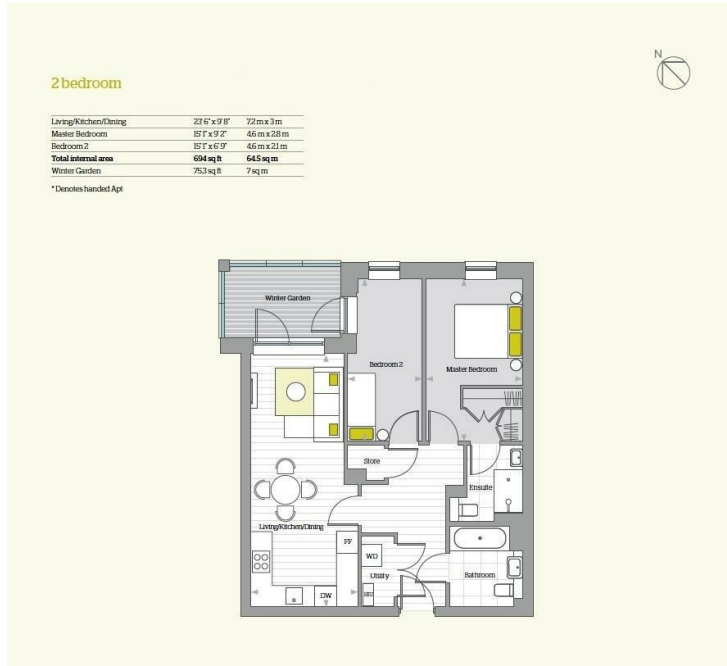 N
2 bedroom
Living/Kitchen/Dining 23'6" x 9'8" 7.2 m x 3 m
Master Bedroom 15'1" x 9'2" 4.6 m x 2.8 m
Bedroom 2 15'1" x 6'9" 4.6 m x 2.1 m
Total internal area 694 sq ft 64.5 sq m
Winter Garden 75.3 sq ft 7 sq m
* Denotes handed Apt
Winter Garden
Bedroom 2
Master Bedroom
Store
Ensuite
Living/Kitchen/Dining
FF
WD
Utility
Bathroom
HIU
DW